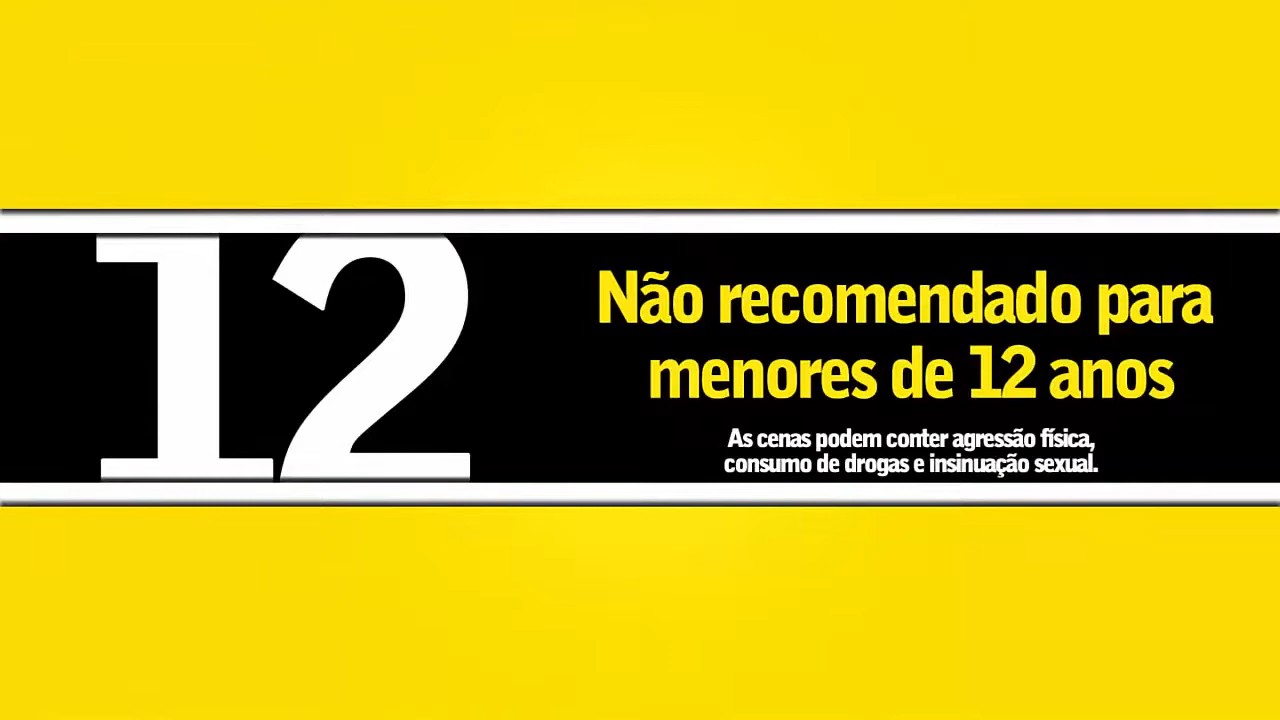 12
Não recomendado para
menores de 12 anos
As cenas podem conter agressão física,
consumo de drogas e insinuação sexual.